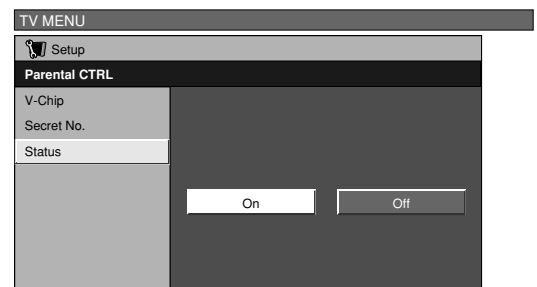 TV MENU
Setup
Parental CTRL
V-Chip
Secret No.
Status
On Off